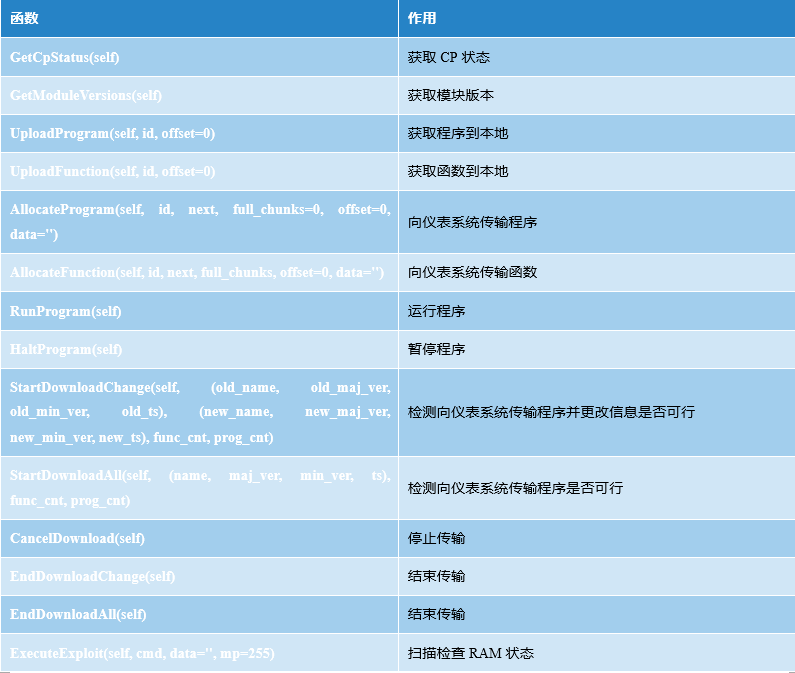 函数 作用
GetCpStatus(self) 获取 CP 状态
GetModuleVersions(self) 获取模块版本
UploadProgram(self, id, offset=0) 获取程序到本地
UploadFunction(self, id, offset=0) 获取函数到本地
AllocateProgram(self, id, next, full_chunks=0, offset=0,
data='') 向仪表系统传输程序
AllocateFunction(self, id, next, full_chunks, offset=0, data='') 向仪表系统传输函数
RunProgram(self) 运行程序
HaltProgram(self) 暂停程序
StartDownloadChange(self, (old_name, old_maj_ver,
old_min_ver, old_ts), (new_name, new_maj_ver,
new_min_ver, new_ts), func_cnt, prog_cnt) 检测向仪表系统传输程序并更改信息是否可行
StartDownloadAll(self, (name, maj_ver, min_ver, ts),
func_cnt, prog_cnt) 检测向仪表系统传输程序是否可行
CancelDownload(self) 停止传输
EndDownloadChange(self) 结束传输
EndDownloadAll(self) 结束传输
ExecuteExploit(self, cmd, data='', mp=255) 扫描检查 RAM 状态